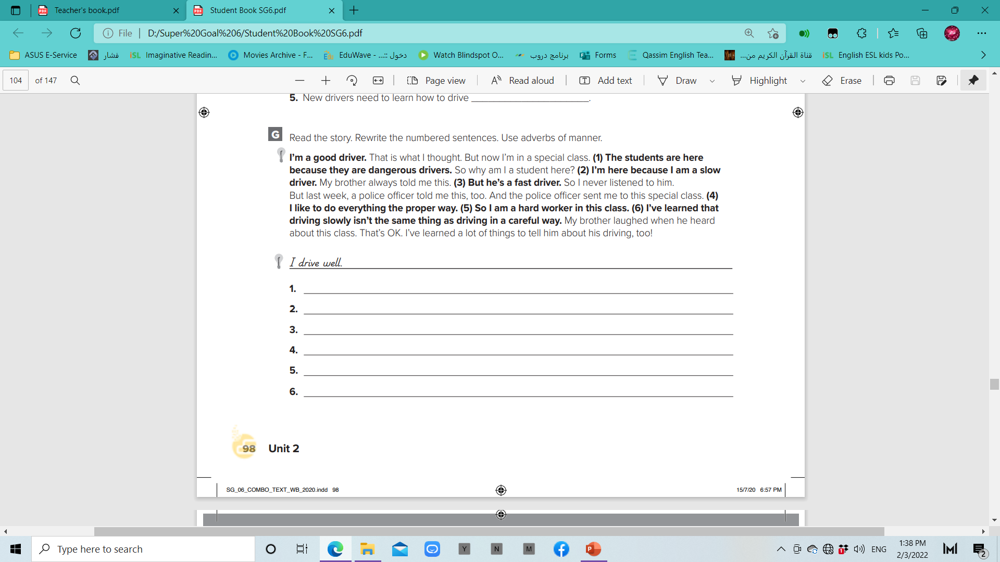 Teacher's book.pdf
Student Book SG6.pdf
File
D:/Super%20Goal%206/Student%20Book%20SG6.pdf
ASUS E-Service
فشار
iSL Imaginative Readin...
Movies Archive - F...
EduWave - ...:: دخول
Watch Blindspot O...
برنامج دروب
Forms
Qassim English Tea...
قناة القرآن الكريم من...
iSL English ESL kids Po...
104 of 147
Page view
Read aloud
Add text
Draw
Highlight
Erase
5. New drivers need to learn how to drive ______________________.
G Read the story. Rewrite the numbered sentences. Use adverbs of manner.
I'm a good driver. That is what I thought. But now I'm in a special class. (1) The students are here
because they are dangerous drivers. So why am I a student here? (2) I'm here because I am a slow
driver. My brother always told me this. (3) But he's a fast driver. So I never listened to him.
But last week, a police officer told me this, too. And the police officer sent me to this special class. (4)
I like to do everything the proper way. (5) So I am a hard worker in this class. (6) I've learned that
driving slowly isn't the same thing as driving in a careful way. My brother laughed when he heard
about this class. That's OK. I've learned a lot of things to tell him about his driving, too!
I drive well.
1.
2.
3.
4.
5.
6.
98 Unit 2
SG_06_COMBO_TEXT_WB_2020.indd 98
15/7/20 6:57 PM
Type here to search
Y
N
M
P
1
ENG
1:38 PM
2/3/2022
2